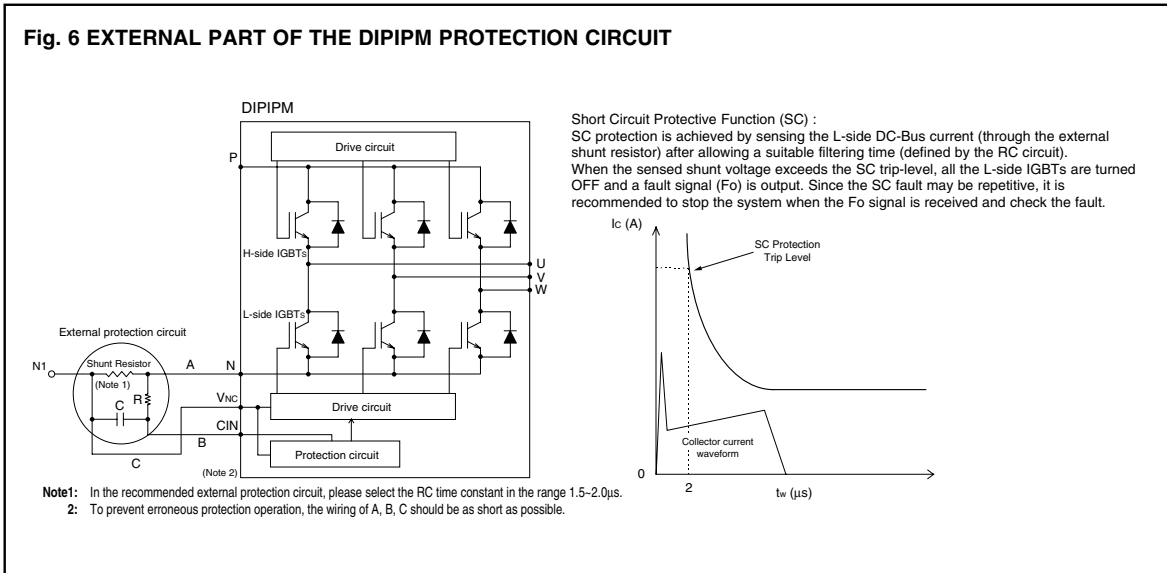 Fig. 6 EXTERNAL PART OF THE DIPIPM PROTECTION CIRCUIT
DIPIPM
Drive circuit
P
H-side IGBTs
U
V
W
L-side IGBTs
External protection circuit
N1
Shunt Resistor
(Note 1)
A
N
C
R
VNC
Drive circuit
CIN
B
C
Protection circuit
(Note 2)
Short Circuit Protective Function (SC) :
SC protection is achieved by sensing the L-side DC-Bus current (through the external
shunt resistor) after allowing a suitable filtering time (defined by the RC circuit).
When the sensed shunt voltage exceeds the SC trip-level, all the L-side IGBTs are turned
OFF and a fault signal (Fo) is output. Since the SC fault may be repetitive, it is
recommended to stop the system when the Fo signal is received and check the fault.
IC (A)
SC Protection
Trip Level
Collector current
waveform
0
2
tw (μs)
Note1: In the recommended external protection circuit, please select the RC time constant in the range 1.5~2.0μs.
2: To prevent erroneous protection operation, the wiring of A, B, C should be as short as possible.